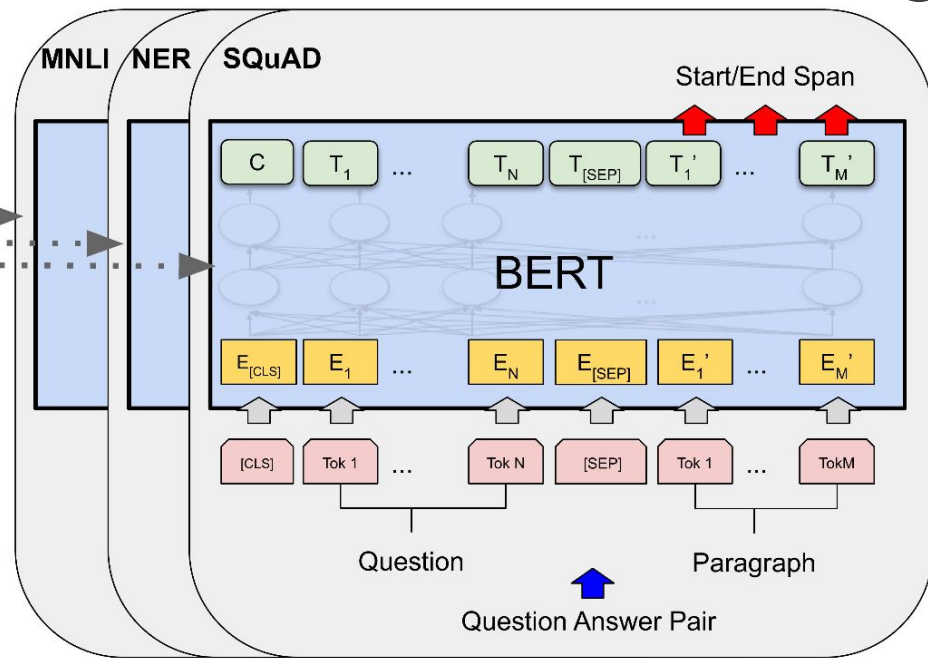 MNLI NER SQuAD
Start/End Span
C T1 ... TN T[SEP] T1’ ... TM’
...
BERT
...
E[CLS] E1 ... EN E[SEP] E1’ ... EM’
[CLS] Tok 1 ... Tok N [SEP] Tok 1 ... TokM
Question Paragraph
Question Answer Pair